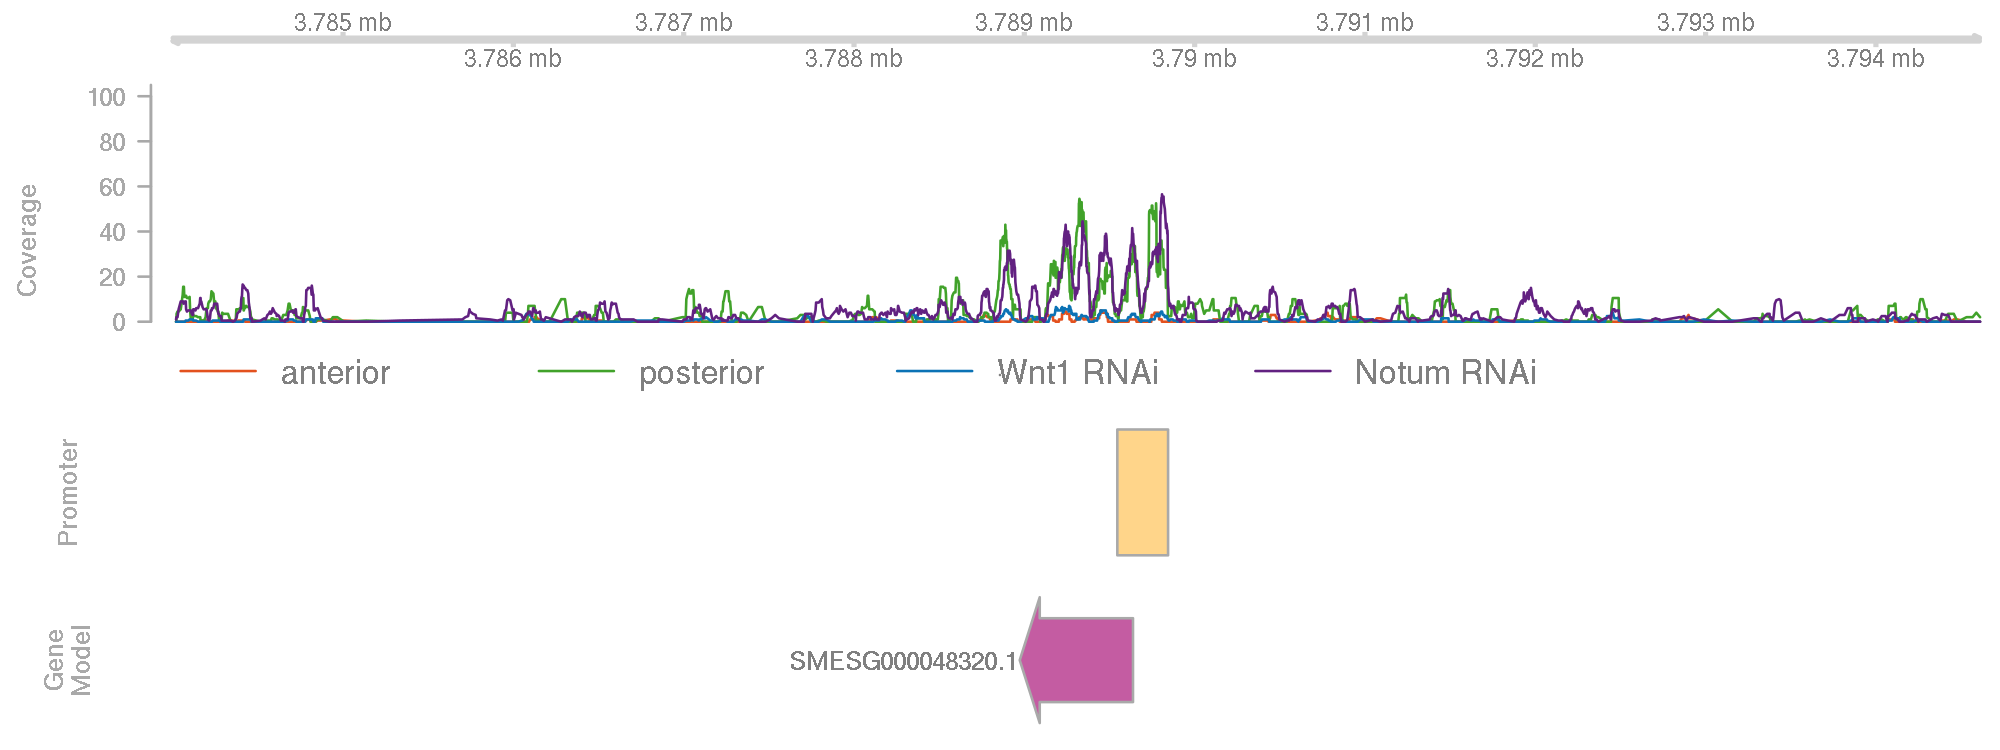 3.785 mb 3.787 mb 3.789 mb 3.791 mb 3.793 mb
3.786 mb 3.788 mb 3.79 mb 3.792 mb 3.794 mb
Coverage
100
80
60
40
20
0
anterior posterior Wnt1 RNAi Notum RNAi
Promoter
Gene
Model
SMESG000048320.1